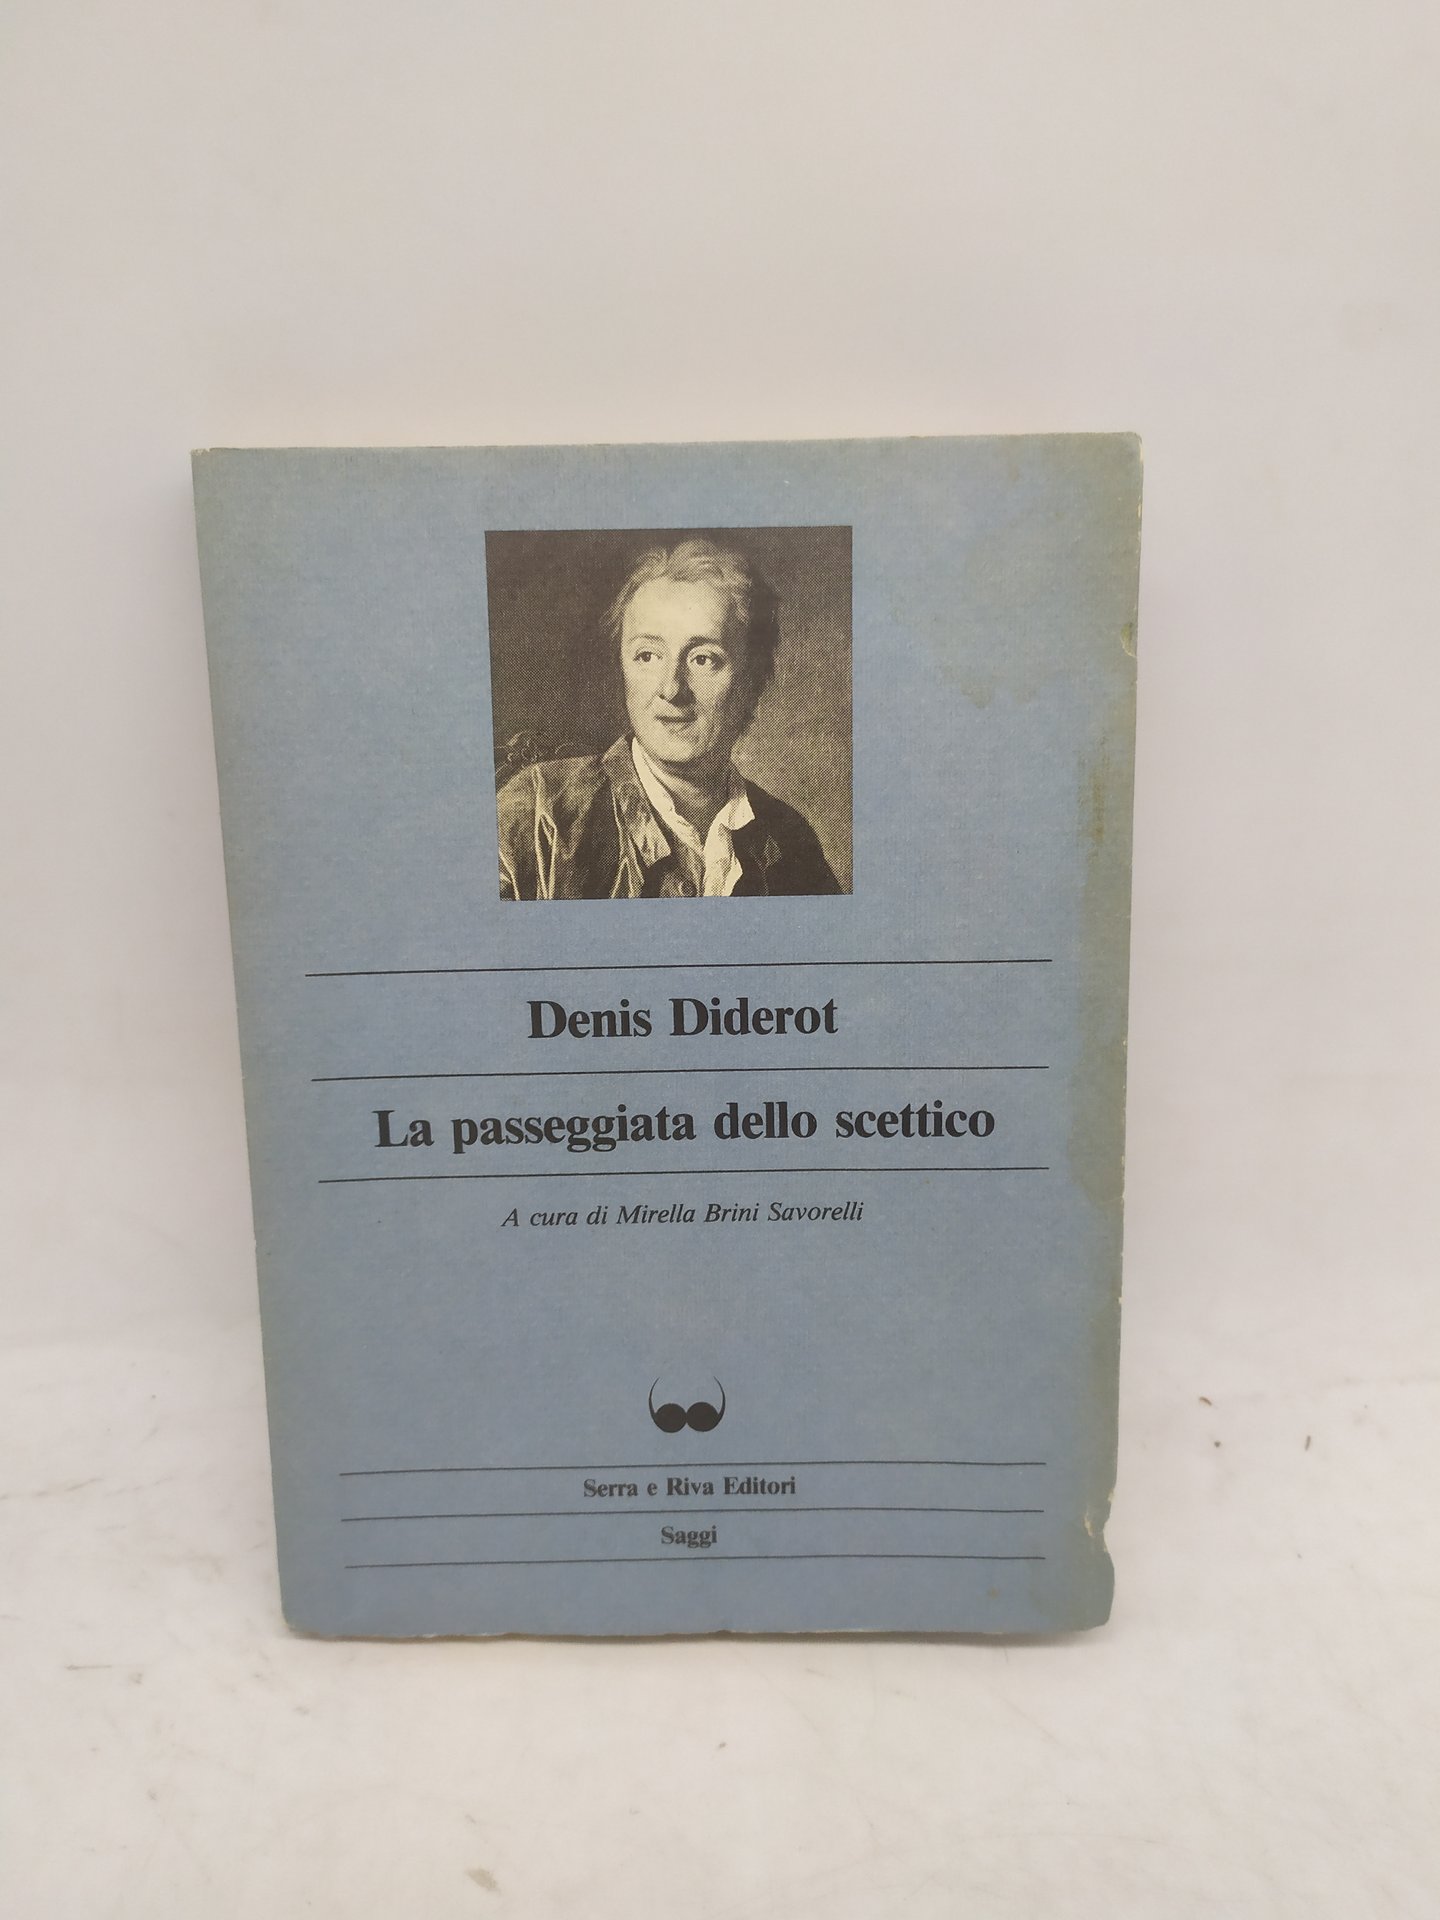 Denis Diderot
La passeggiata dello scettico
A cura di Mirella Brini Savorelli
Serra e Riva Editori
Saggi